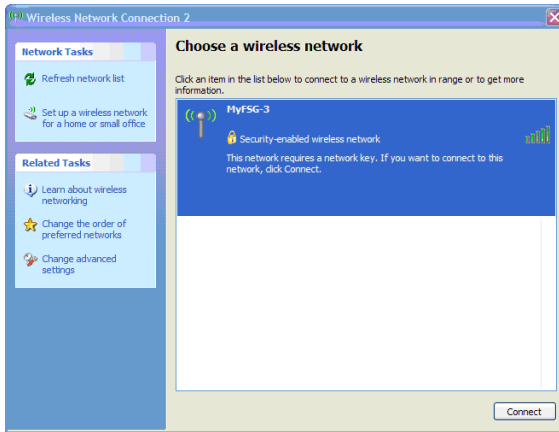 Wireless Network Connection 2
Network Tasks
Refresh network list
Set up a wireless network
for a home or small office
Related Tasks
Learn about wireless
networking
Change the order of
preferred networks
Change advanced
settings
Choose a wireless network
Click an item in the list below to connect to a wireless network in range or to get more
information.
MyFSG-3
Security-enabled wireless network
This network requires a network key. If you want to connect to this
network, click Connect.
Connect